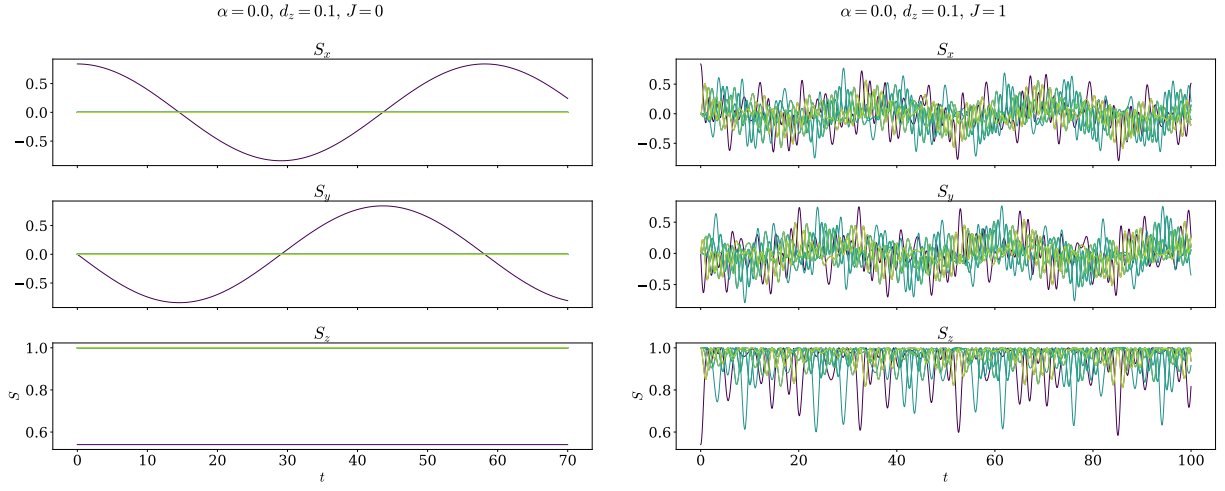 α = 0.0, d_z = 0.1, J = 0
S_x
0.5
0.0
−0.5
S_y
0.5
0.0
−0.5
S_z
1.0
0.8
0.6
S
0 10 20 30 40 50 60 70
t
α = 0.0, d_z = 0.1, J = 1
S_x
0.5
0.0
−0.5
S_y
0.5
0.0
−0.5
S_z
1.0
0.8
0.6
S
0 20 40 60 80 100
t